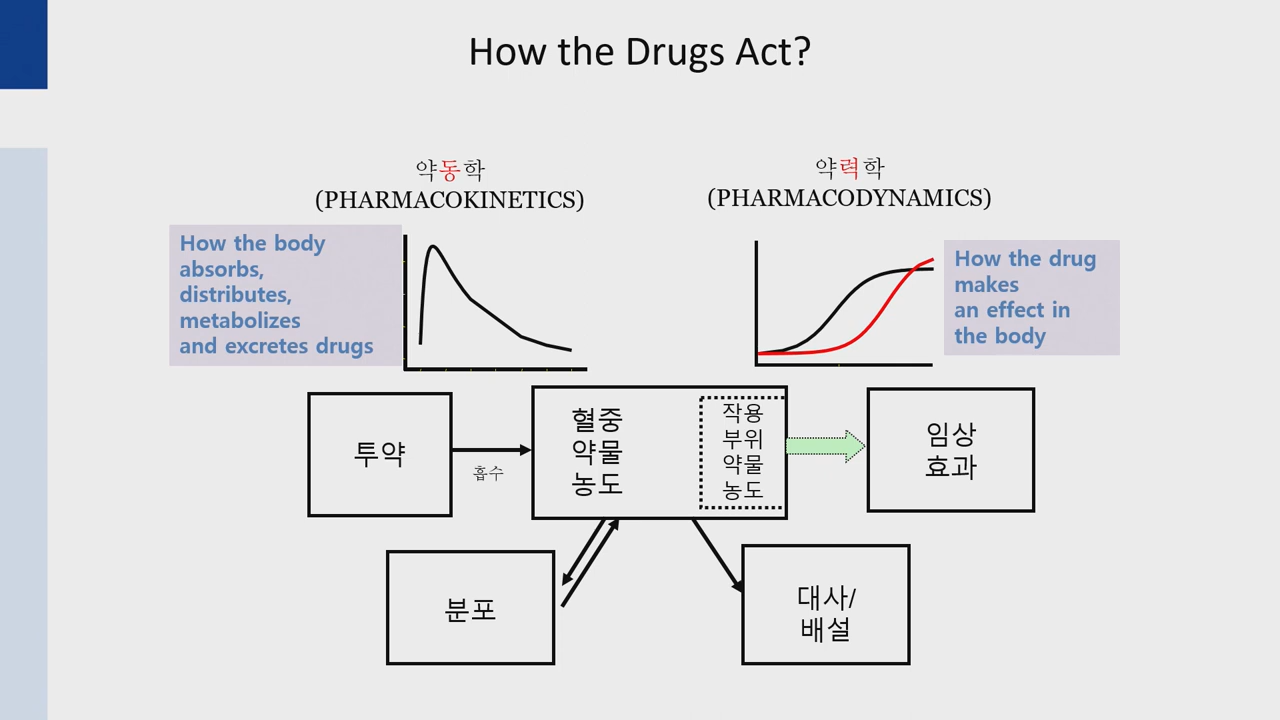 How the Drugs Act?
약동학
(PHARMACOKINETICS)
약력학
(PHARMACODYNAMICS)
How the body
absorbs,
distributes,
metabolizes
and excretes drugs
How the drug
makes
an effect in
the body
투약
흡수
혈중
약물
농도
작용
부위
약물
농도
임상
효과
분포
대사/
배설